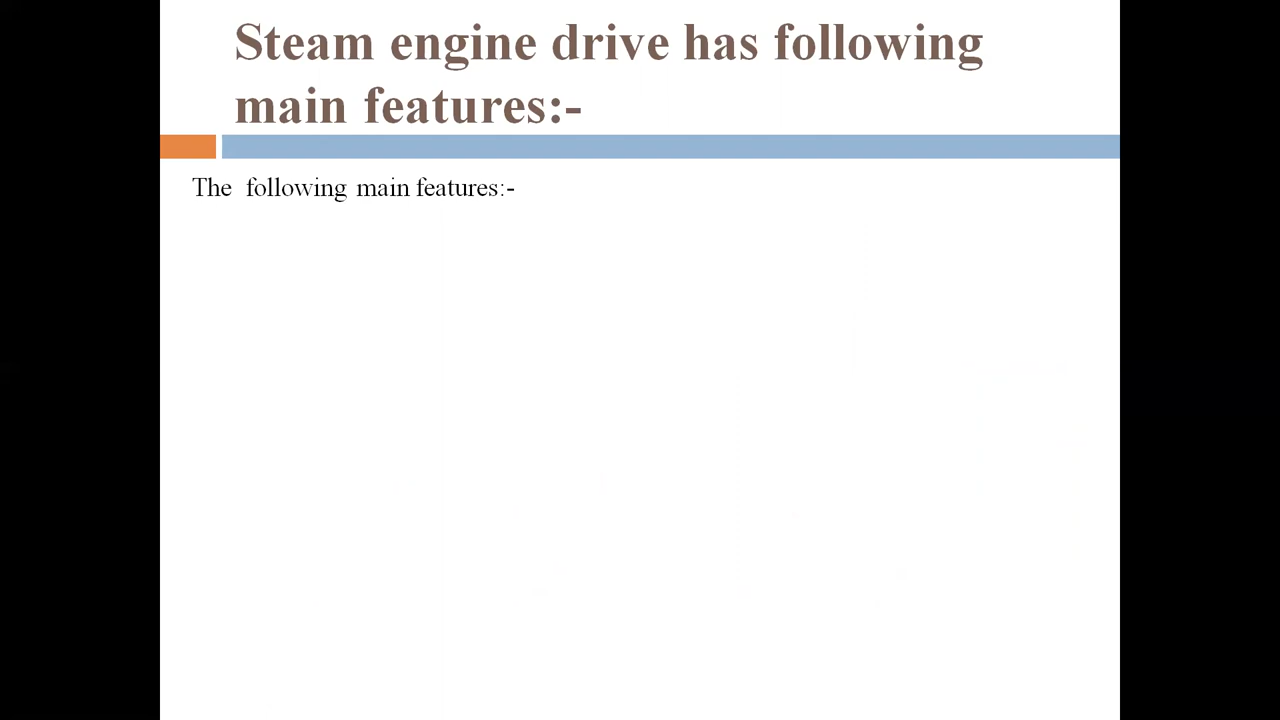 Steam engine drive has following
main features:-
The following main features:-